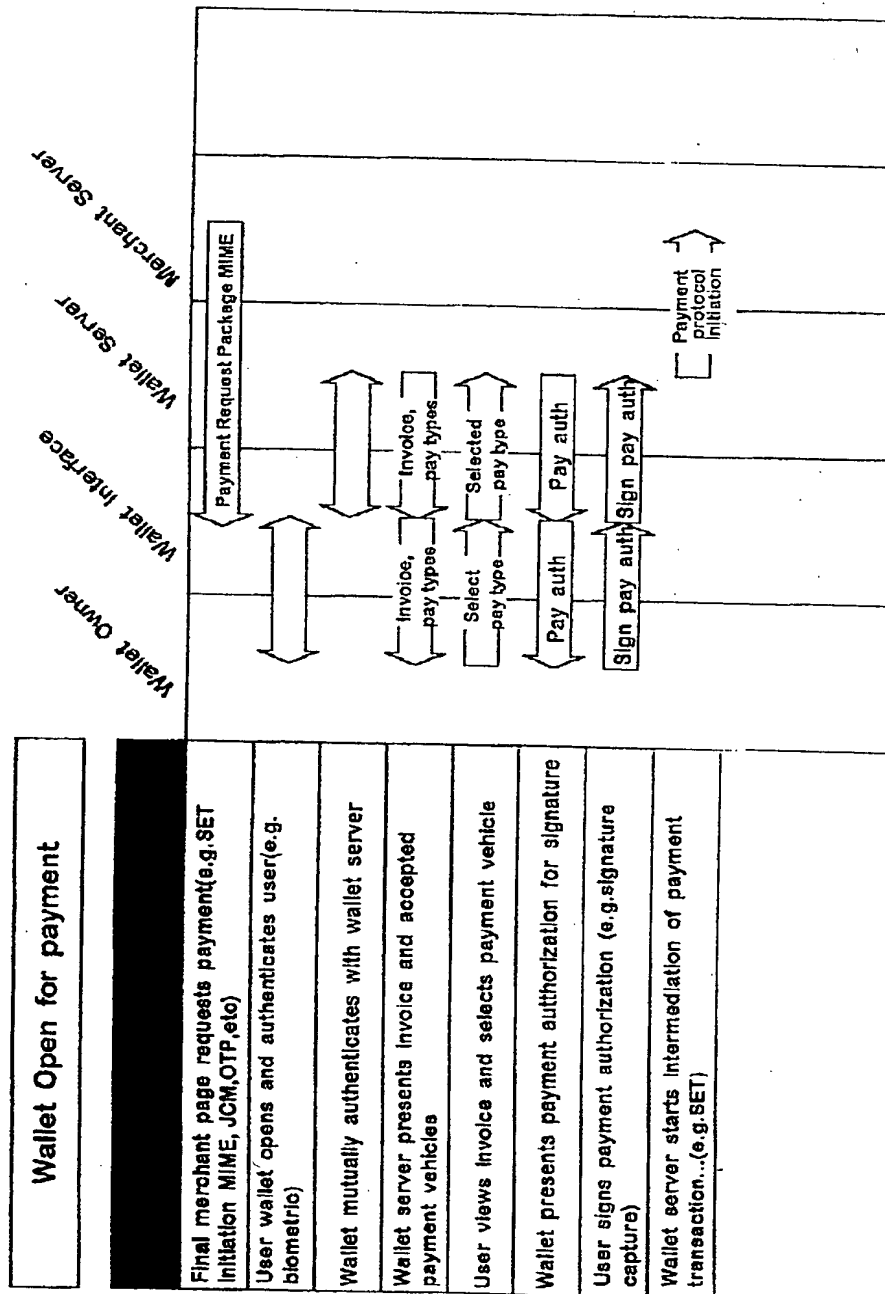 Wallet Open for payment
Wallet Owner
Wallet Interface
Wallet Server
Merchant Server
Final merchant page requests payment(e.g.SET
Initiation MIME, JCM,OTP,etc)
Payment Request Package MIME
User wallet opens and authenticates user(e.g.
biometric)
Wallet mutually authenticates with wallet server
Wallet server presents Invoice and accepted
payment vehicles
Invoice,
pay types
Invoice,
pay types
User views Invoice and selects payment vehicle
Select
pay type
Selected
pay type
Wallet presents payment autthorization for signature
Pay auth
Pay auth
User signs payment authorization (e.g.signature
capture)
Sign pay auth
Sign pay auth
Wallet server starts Intermediation of payment
transaction...(e.g.SET)
Payment
protocol
Initiation